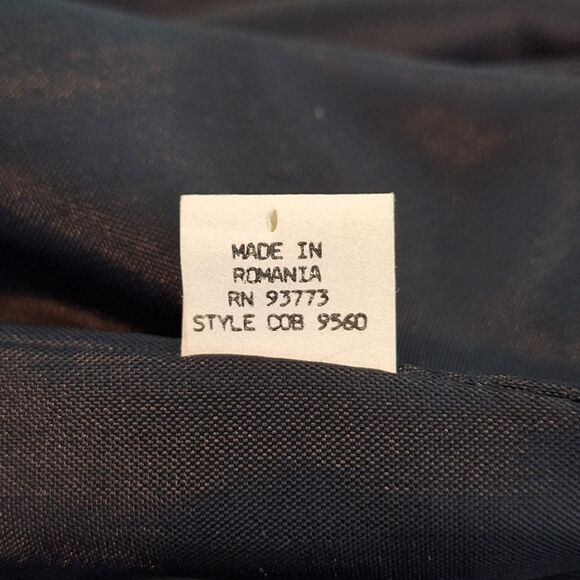 MADE IN
ROMANIA
RN 93773
STYLE COB 9560